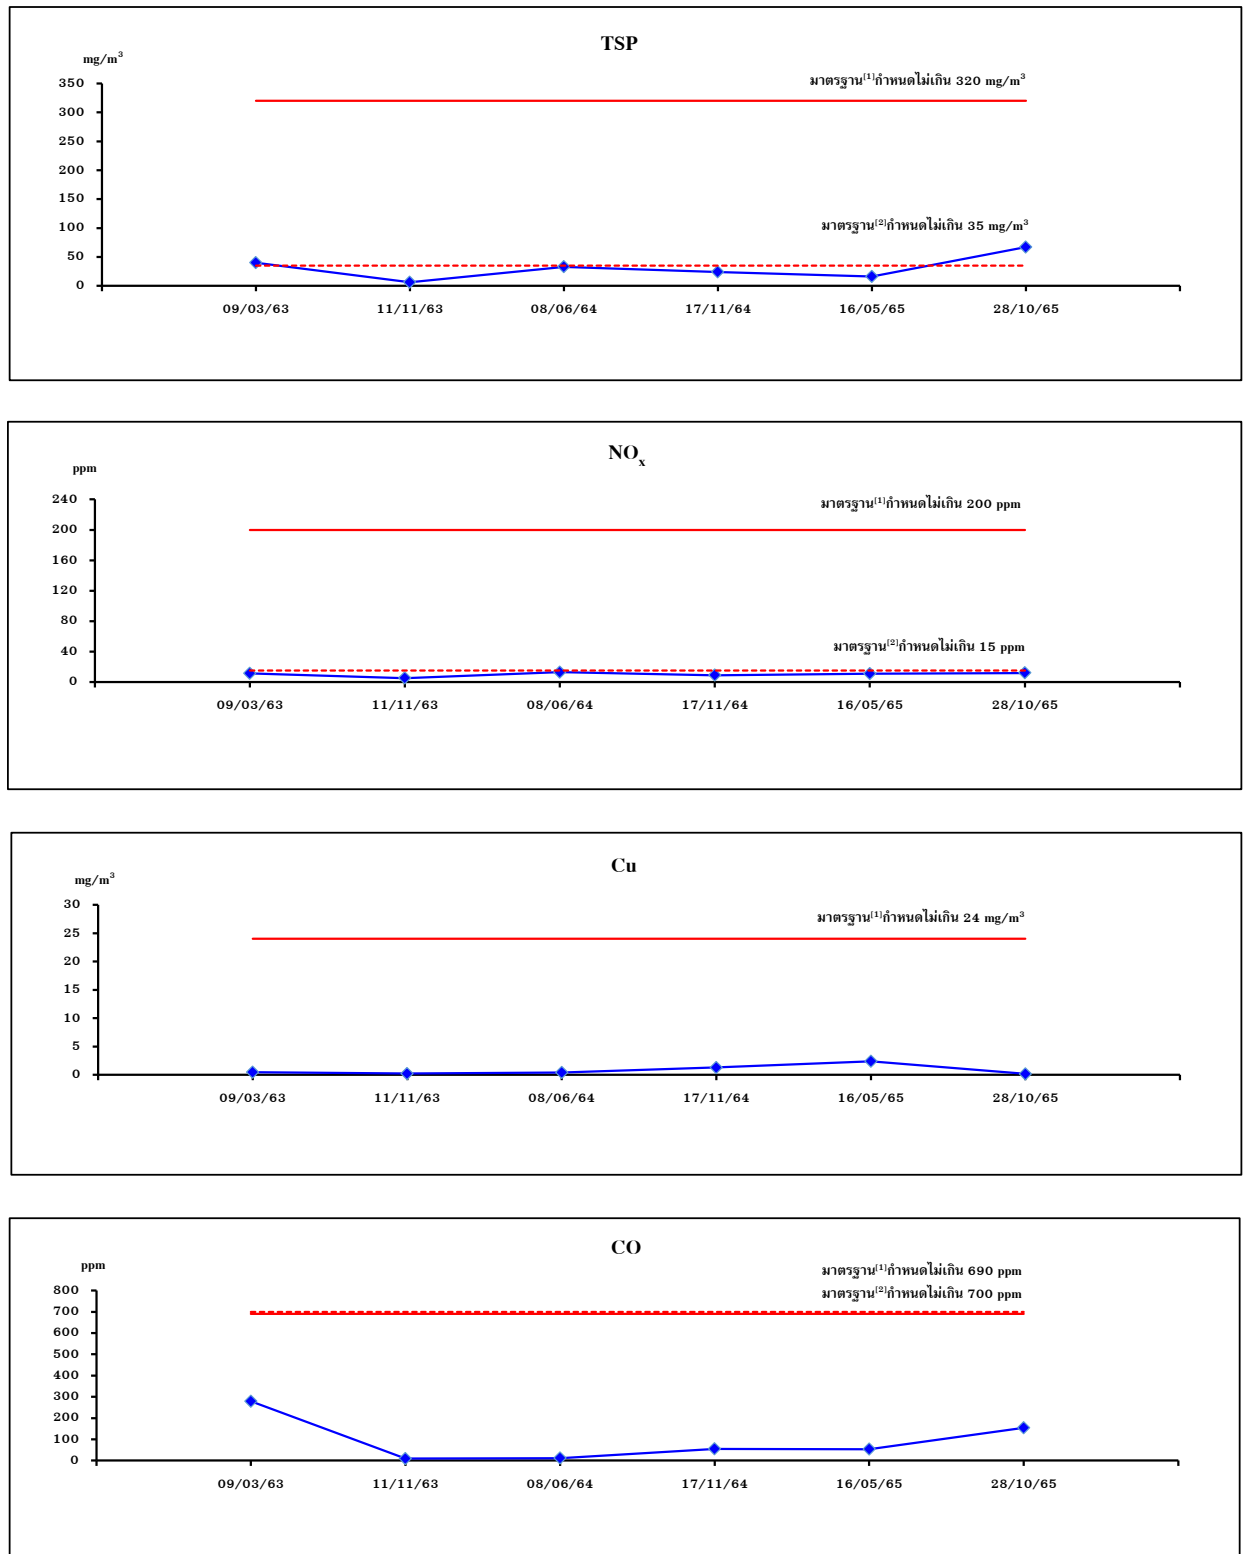 TSP
mg/m³
มาตรฐาน[1]กำหนดไม่เกิน 320 mg/m³
350
300
250
200
150
100
50
0
มาตรฐาน[2]กำหนดไม่เกิน 35 mg/m³
09/03/63 11/11/63 08/06/64 17/11/64 16/05/65 28/10/65
NOx
ppm
มาตรฐาน[1]กำหนดไม่เกิน 200 ppm
240
200
160
120
80
40
0
มาตรฐาน[2]กำหนดไม่เกิน 15 ppm
09/03/63 11/11/63 08/06/64 17/11/64 16/05/65 28/10/65
Cu
mg/m³
มาตรฐาน[1]กำหนดไม่เกิน 24 mg/m³
30
25
20
15
10
5
0
09/03/63 11/11/63 08/06/64 17/11/64 16/05/65 28/10/65
CO
ppm
มาตรฐาน[1]กำหนดไม่เกิน 690 ppm
มาตรฐาน[2]กำหนดไม่เกิน 700 ppm
800
700
600
500
400
300
200
100
0
09/03/63 11/11/63 08/06/64 17/11/64 16/05/65 28/10/65